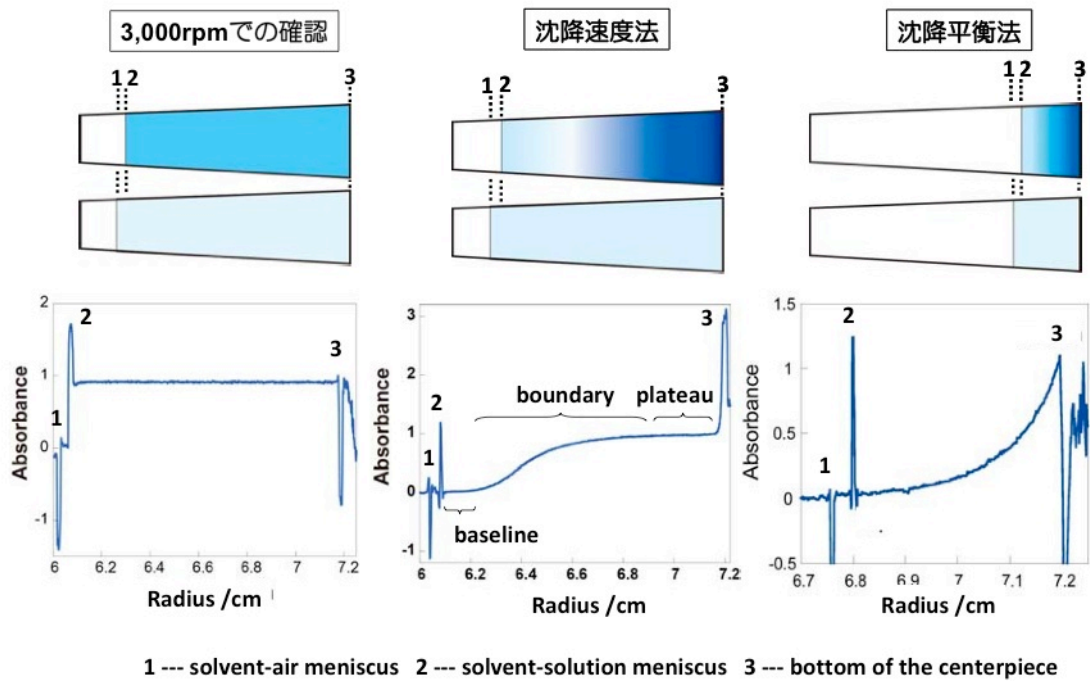 3,000rpmでの確認
沈降速度法
沈降平衡法
1 2 3
1 2 3
1 2 3
2
1
0
-1
Absorbance
1
2
3
6 6.2 6.4 6.6 6.8 7 7.2
Radius /cm
3
2
1
0
-1
Absorbance
1
2
3
boundary
plateau
baseline
6 6.2 6.4 6.6 6.8 7 7.2
Radius /cm
1.5
1
0.5
0
-0.5
Absorbance
1
2
3
6.7 6.8 6.9 7 7.1 7.2
Radius /cm
1 --- solvent-air meniscus 2 --- solvent-solution meniscus 3 --- bottom of the centerpiece